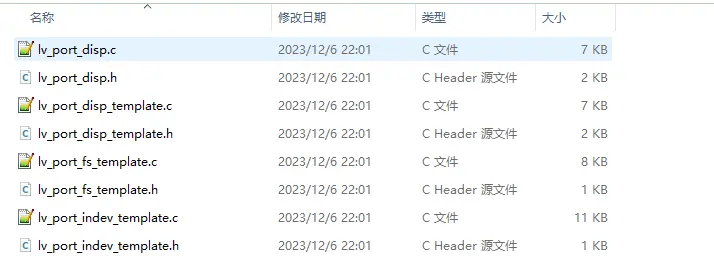 名称 修改日期 类型 大小
lv_port_disp.c 2023/12/6 22:01 C 文件 7 KB
lv_port_disp.h 2023/12/6 22:01 C Header 源文件 2 KB
lv_port_disp_template.c 2023/12/6 22:01 C 文件 7 KB
lv_port_disp_template.h 2023/12/6 22:01 C Header 源文件 2 KB
lv_port_fs_template.c 2023/12/6 22:01 C 文件 8 KB
lv_port_fs_template.h 2023/12/6 22:01 C Header 源文件 1 KB
lv_port_indev_template.c 2023/12/6 22:01 C 文件 11 KB
lv_port_indev_template.h 2023/12/6 22:01 C Header 源文件 1 KB